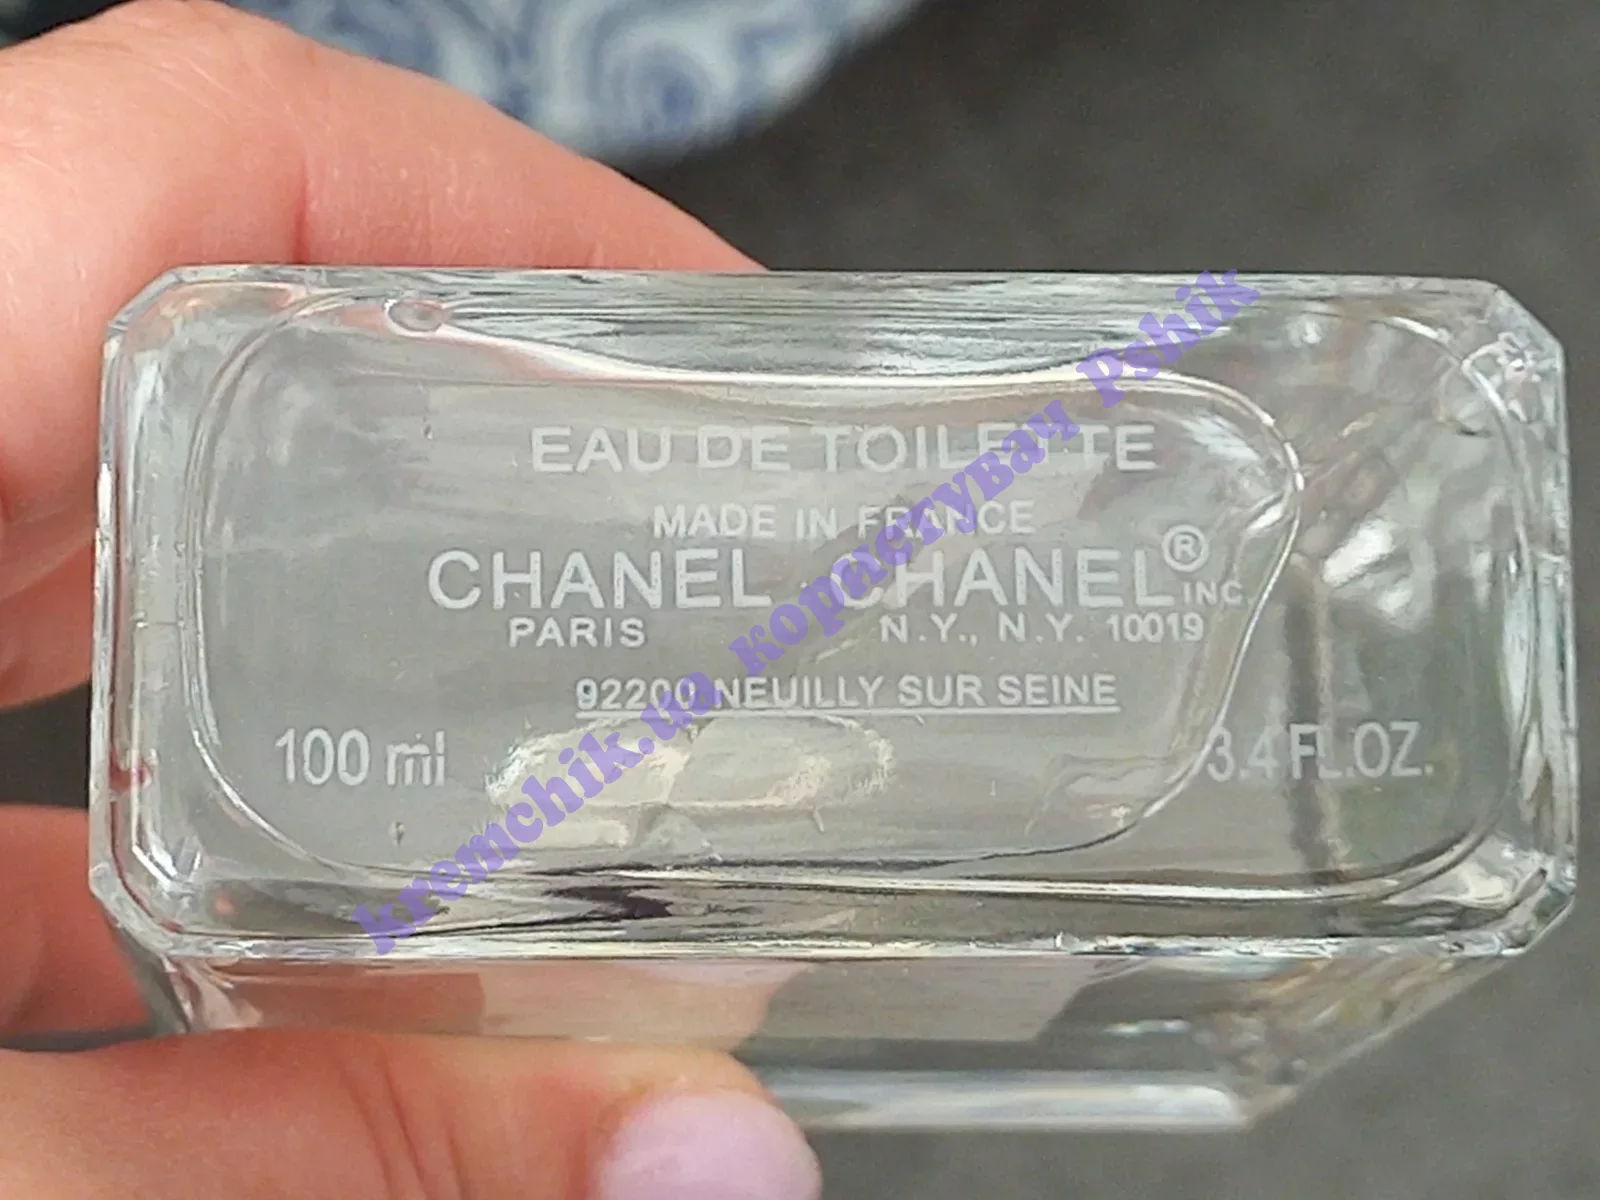 EAU DE TOILETTE
MADE IN FRANCE
CHANEL - CHANEL® INC.
PARIS N.Y., N.Y. 10019
92200 NEUILLY SUR SEINE
100 ml 3.4 FL.OZ.
kremchik.ua кописrував Pshik